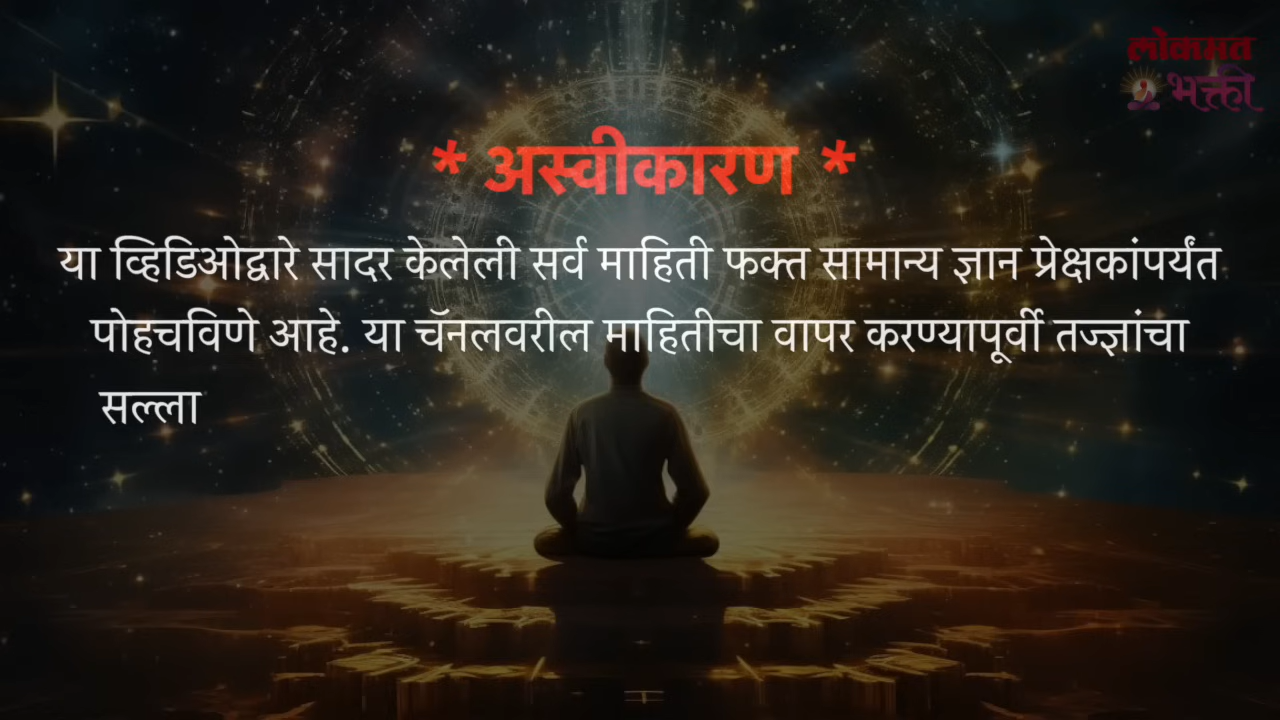 लोकमत
भक्ती
* अस्वीकारण *
या व्हिडिओद्वारे सादर केलेली सर्व माहिती फक्त सामान्य ज्ञान प्रेक्षकांपर्यंत
पोहचविणे आहे. या चॅनलवरील माहितीचा वापर करण्यापूर्वी तज्ज्ञांचा
सल्ला